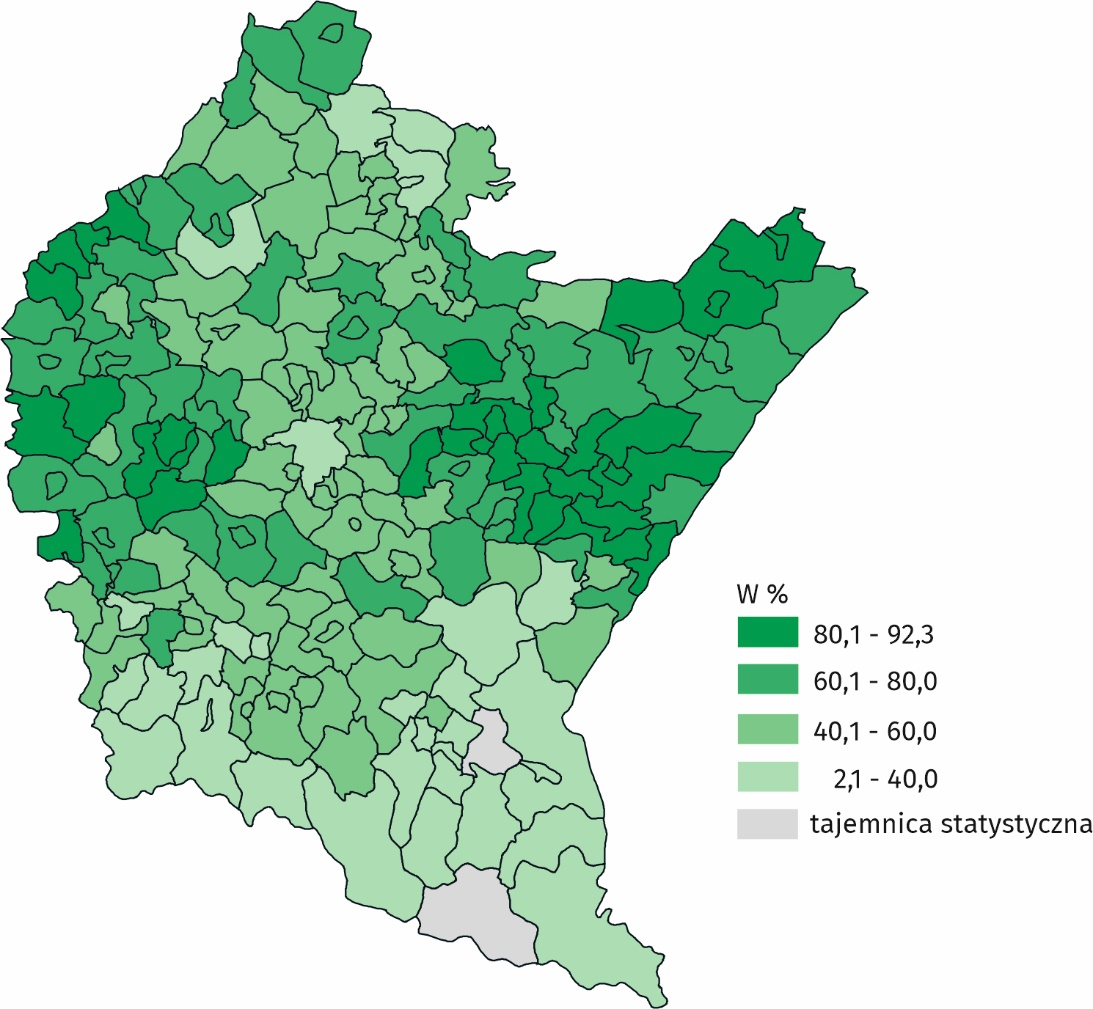 W %
80,1 - 92,3
60,1 - 80,0
40,1 - 60,0
2,1 - 40,0
tajemnica statystyczna